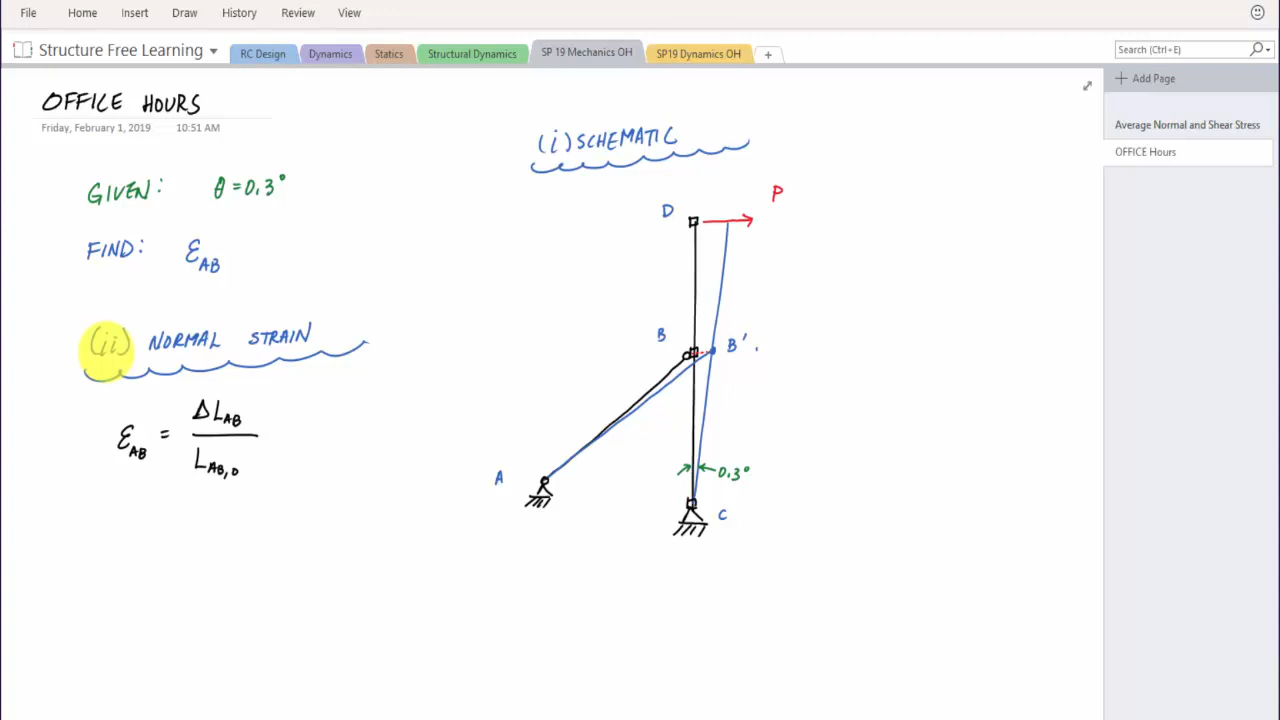 File Home Insert Draw History Review View
Structure Free Learning RC Design Dynamics Statics Structural Dynamics SP 19 Mechanics OH SP19 Dynamics OH +
Search (Ctrl+E)
Add Page
Average Normal and Shear Stress
OFFICE Hours
OFFICE HOURS
Friday, February 1, 2019 10:51 AM
GIVEN: θ = 0.3°
FIND: ε_AB
(ii) NORMAL STRAIN
ε_AB = ΔL_AB / L_AB,0
(i) SCHEMATIC
P
D
B
B'
A
0.3°
C